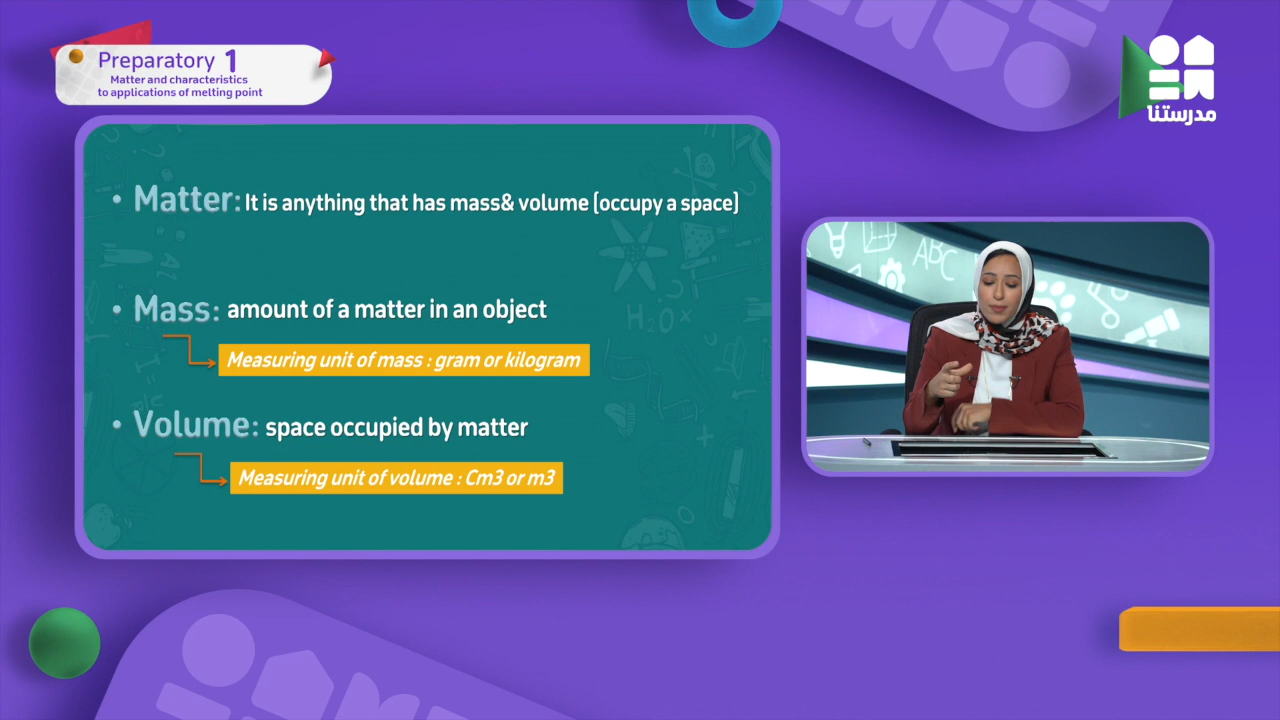 Preparatory 1
Matter and characteristics
to applications of melting point
مدرستنا
• Matter: It is anything that has mass& volume (occupy a space)
• Mass: amount of a matter in an object
Measuring unit of mass : gram or kilogram
• Volume: space occupied by matter
Measuring unit of volume : Cm3 or m3
ABC
H₂O